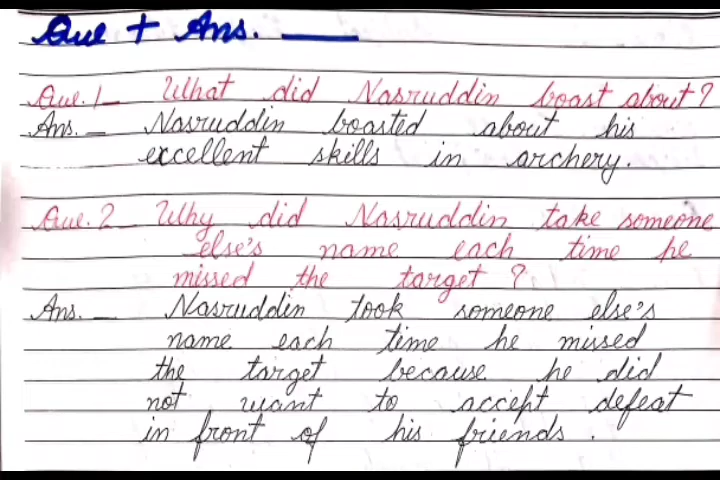 Que + Ans.
Que. 1 What did Nasruddin boast about?
Ans. Nasruddin boasted about his
excellent skills in archery.
Que. 2 Why did Nasruddin take someone
else's name each time he
missed the target ?
Ans. Nasruddin took someone else's
name each time he missed
the target because he did
not want to accept defeat
in front of his friends .